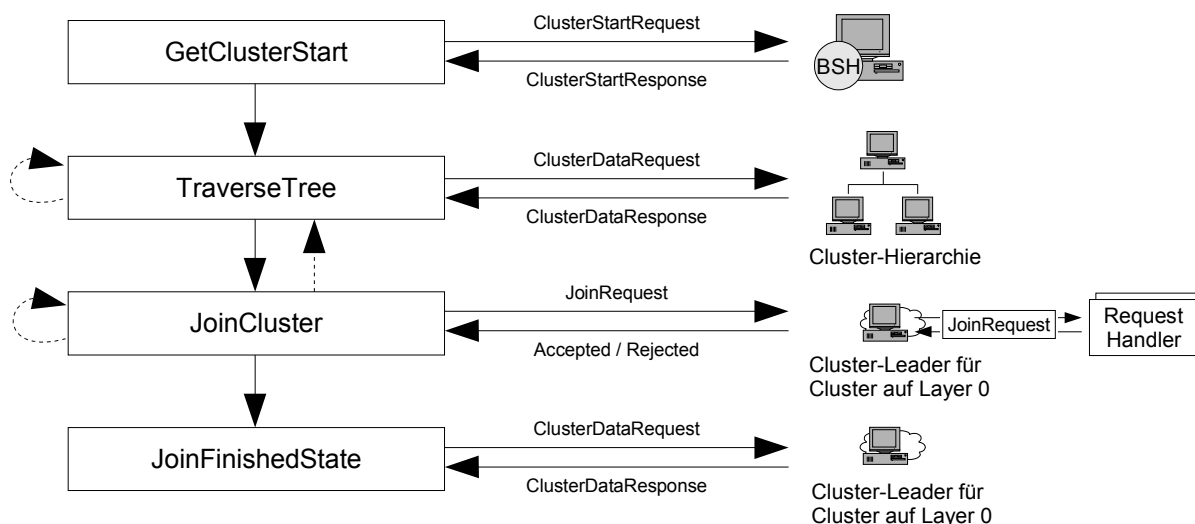 GetClusterStart
ClusterStartRequest
ClusterStartResponse
BSH
TraverseTree
ClusterDataRequest
ClusterDataResponse
Cluster-Hierarchie
JoinCluster
JoinRequest
Accepted / Rejected
Cluster-Leader für
Cluster auf Layer 0
JoinRequest
Request
Handler
JoinFinishedState
ClusterDataRequest
ClusterDataResponse
Cluster-Leader für
Cluster auf Layer 0